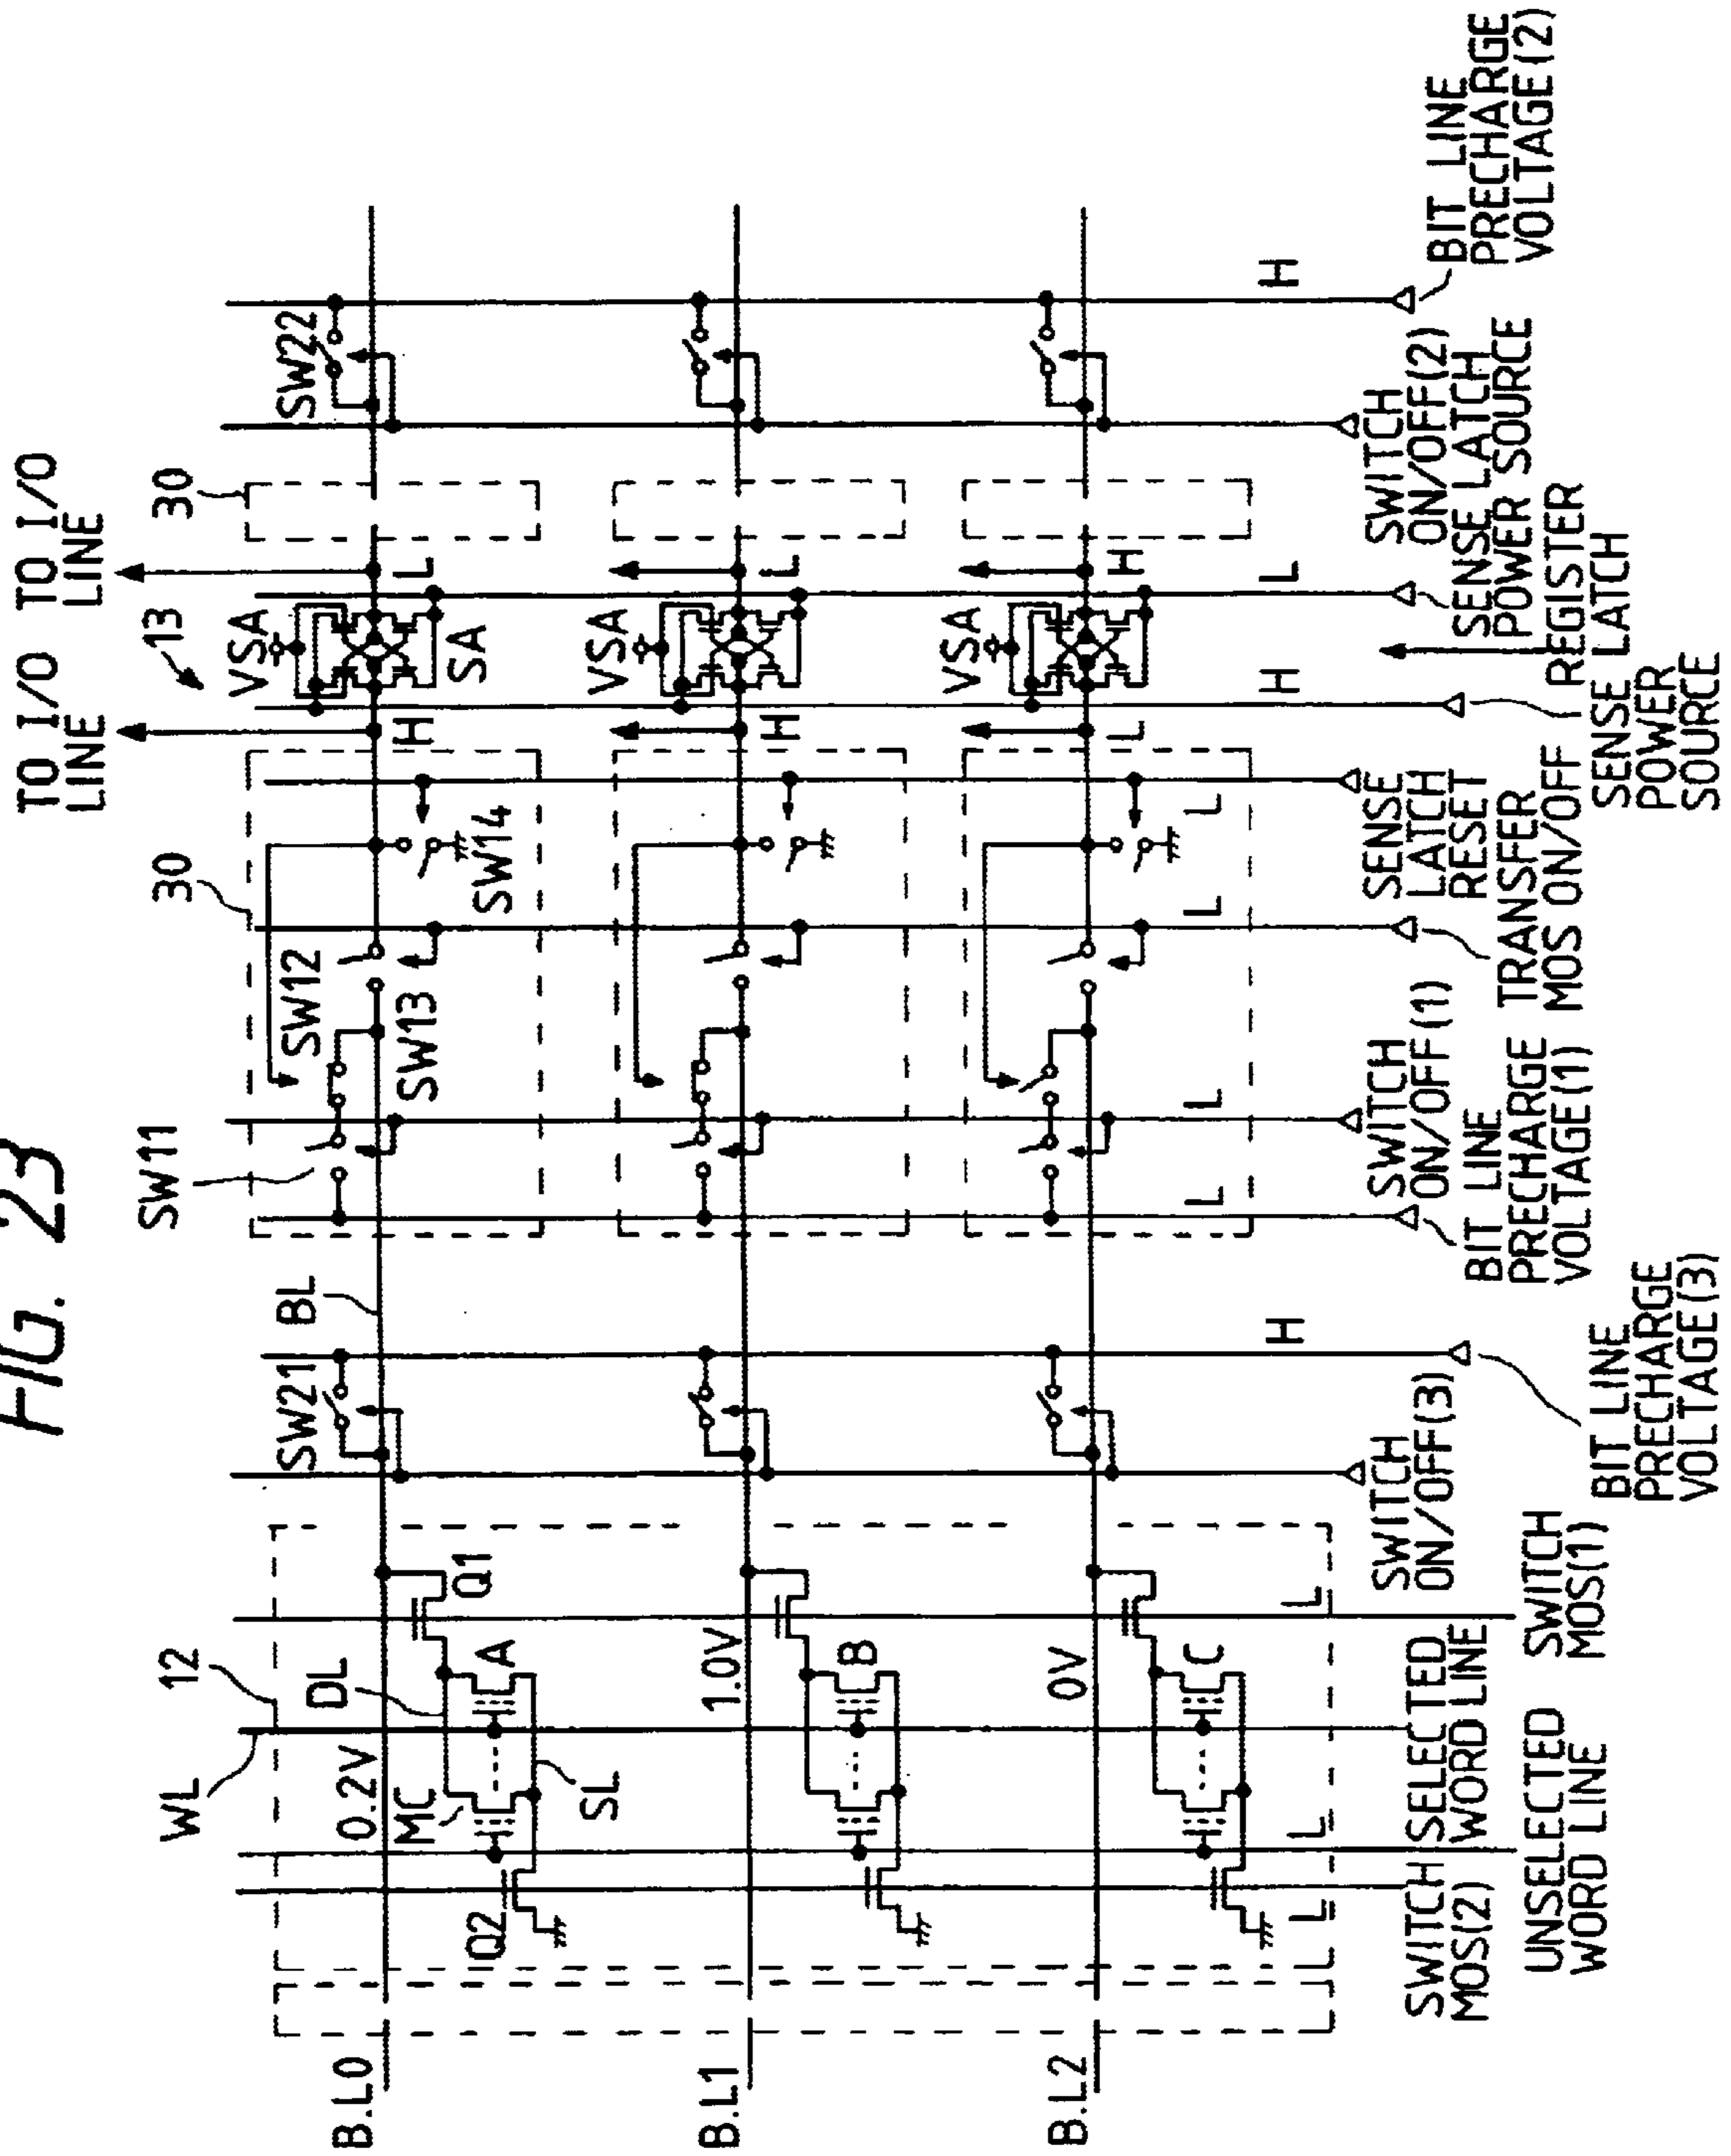 FIG. 23
TO I/O
LINE
TO I/O
LINE
SW11
30
13
30
WL
12
SW21
BL
SW12
SW13
SW14
VSA
SA
SW22
B.L0
0.2V
DL
MC
A
Q1
Q2
SL
H
L
B.L1
1.0V
B
VSA
H
L
B.L2
0V
C
VSA
L
H
L
L
L
H
L
L
L
L
H
L
H
SWITCH
MOS(2)
UNSELECTED
WORD LINE
SELECTED
WORD LINE
SWITCH
MOS(1)
SWITCH
ON/OFF(3)
BIT LINE
PRECHARGE
VOLTAGE(3)
BIT LINE
PRECHARGE
VOLTAGE(1)
SWITCH
ON/OFF(1)
TRANSFER
MOS ON/OFF
SENSE
LATCH
RESET
SENSE
POWER
SOURCE
SENSE LATCH
REGISTER
SENSE LATCH
POWER SOURCE
SWITCH
ON/OFF(2)
BIT LINE
PRECHARGE
VOLTAGE(2)